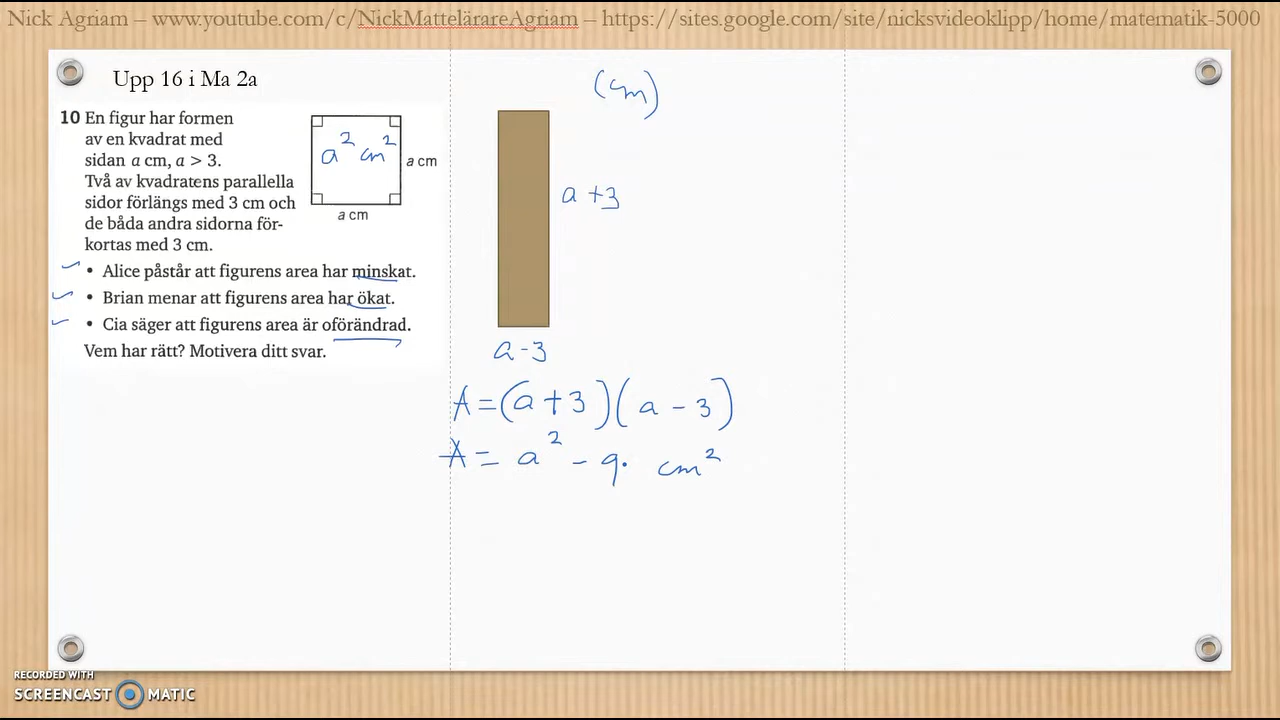 Nick Agriam – www.youtube.com/c/NickMattelärareAgriam – https://sites.google.com/site/nicksvideoklipp/home/matematik-5000
Upp 16 i Ma 2a
10 En figur har formen
av en kvadrat med
sidan a cm, a > 3.
Två av kvadratens parallella
sidor förlängs med 3 cm och
de båda andra sidorna för-
kortas med 3 cm.
• Alice påstår att figurens area har minskat.
• Brian menar att figurens area har ökat.
• Cia säger att figurens area är oförändrad.
Vem har rätt? Motivera ditt svar.
a² cm²
a cm
a cm
(cm)
a + 3
a - 3
A = (a + 3)(a - 3)
A = a² - 9. cm²
RECORDED WITH
SCREENCAST MATIC